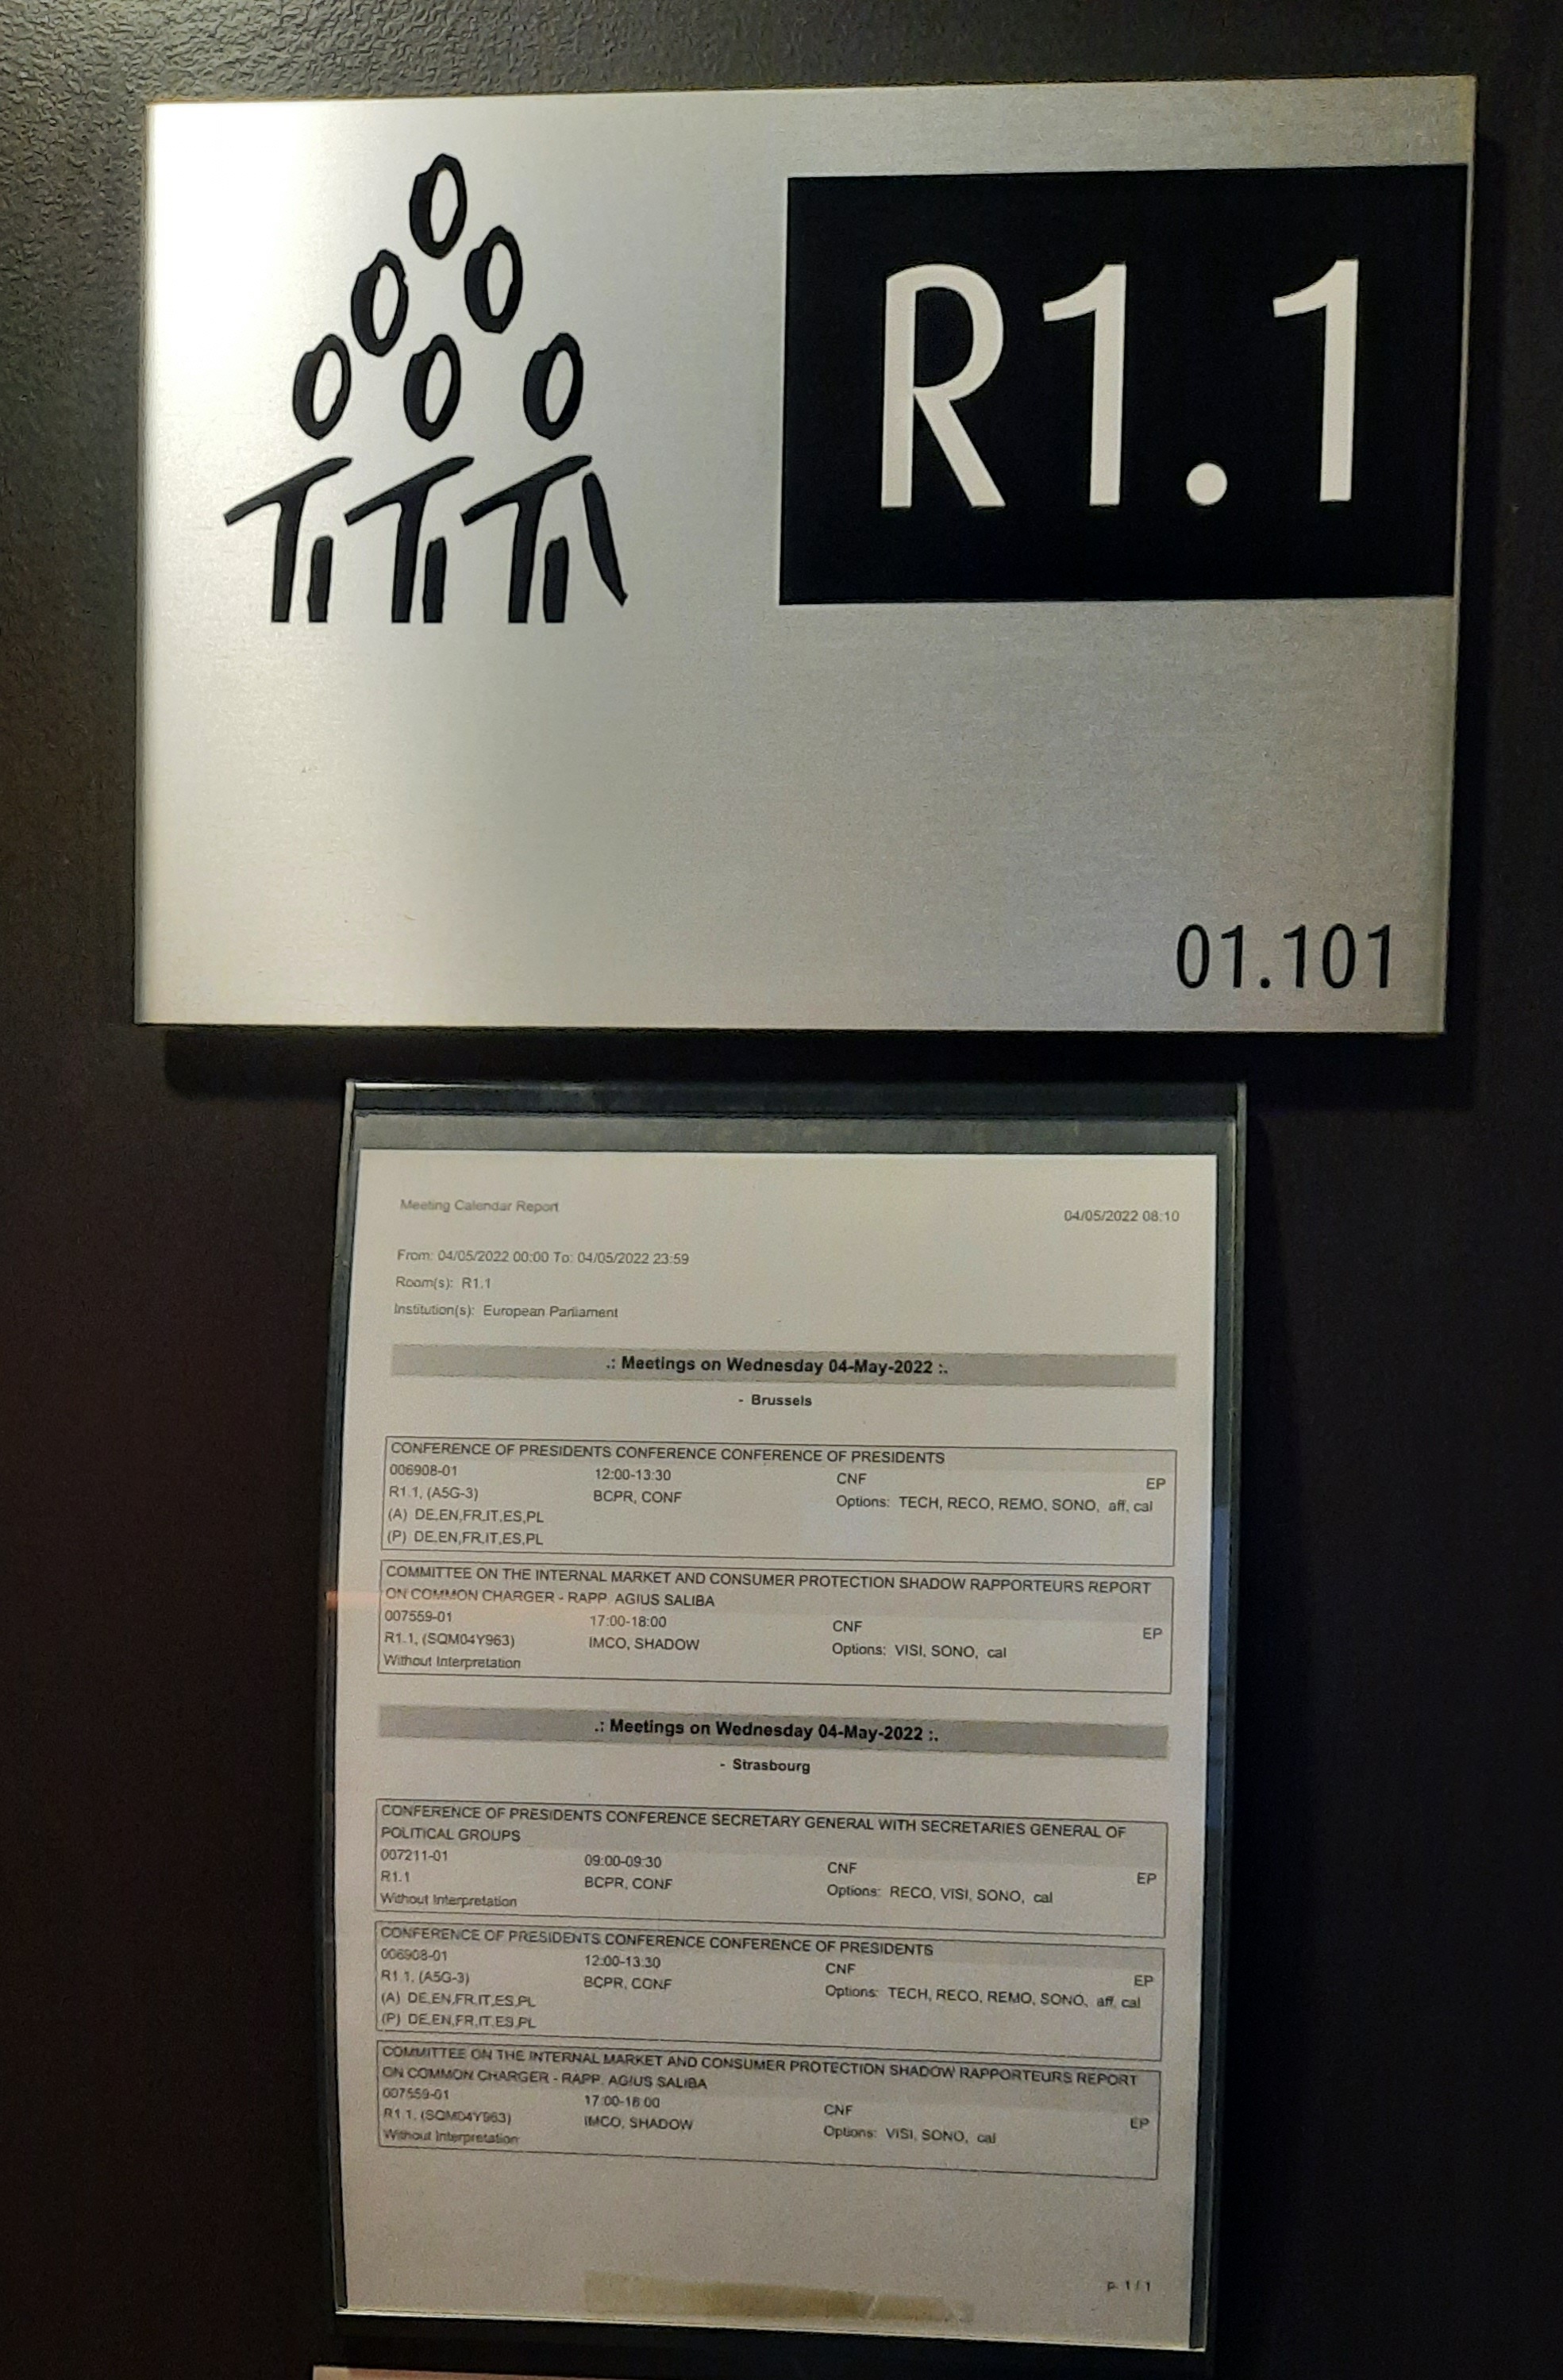 R1.1
01.101
Meeting Calendar Report
04/05/2022 08:10
From: 04/05/2022 00:00 To: 04/05/2022 23:59
Room(s): R1.1
Institution(s): European Parliament
.: Meetings on Wednesday 04-May-2022 :.
- Brussels
CONFERENCE OF PRESIDENTS CONFERENCE CONFERENCE OF PRESIDENTS
006908-01 12:00-13:30 CNF EP
R1.1, (A5G-3) BCPR, CONF Options: TECH, RECO, REMO, SONO, aff, cal
(A) DE,EN,FR,IT,ES,PL
(P) DE,EN,FR,IT,ES,PL
COMMITTEE ON THE INTERNAL MARKET AND CONSUMER PROTECTION SHADOW RAPPORTEURS REPORT
ON COMMON CHARGER - RAPP. AGIUS SALIBA
007559-01 17:00-18:00 CNF EP
R1.1, (SQM04Y963) IMCO, SHADOW Options: VISI, SONO, cal
Without Interpretation
.: Meetings on Wednesday 04-May-2022 :.
- Strasbourg
CONFERENCE OF PRESIDENTS CONFERENCE SECRETARY GENERAL WITH SECRETARIES GENERAL OF
POLITICAL GROUPS
007211-01 09:00-09:30 CNF EP
R1.1 BCPR, CONF Options: RECO, VISI, SONO, cal
Without Interpretation
CONFERENCE OF PRESIDENTS CONFERENCE CONFERENCE OF PRESIDENTS
006908-01 12:00-13:30 CNF EP
R1.1, (A5G-3) BCPR, CONF Options: TECH, RECO, REMO, SONO, aff, cal
(A) DE,EN,FR,IT,ES,PL
(P) DE,EN,FR,IT,ES,PL
COMMITTEE ON THE INTERNAL MARKET AND CONSUMER PROTECTION SHADOW RAPPORTEURS REPORT
ON COMMON CHARGER - RAPP. AGIUS SALIBA
007559-01 17:00-18:00 CNF EP
R1.1, (SQM04Y963) IMCO, SHADOW Options: VISI, SONO, cal
Without Interpretation
p. 1 / 1